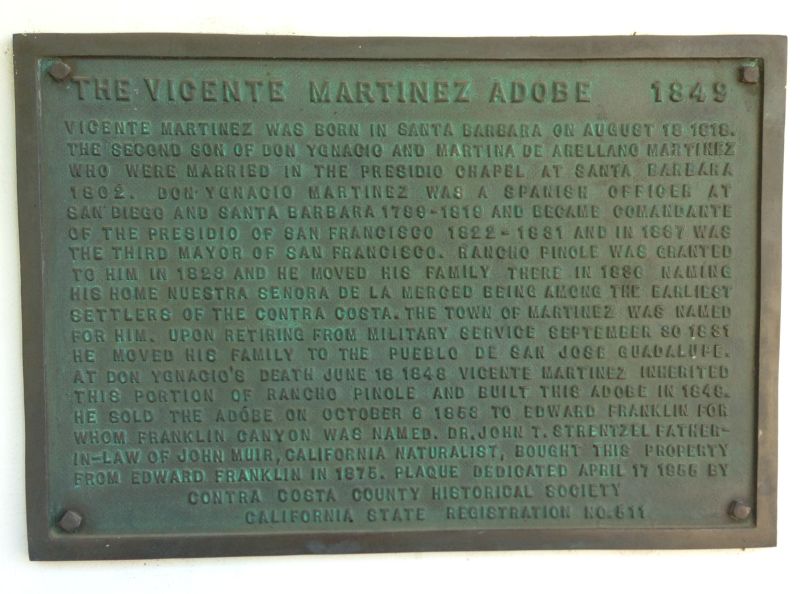 THE VICENTE MARTINEZ ADOBE 1849
VICENTE MARTINEZ WAS BORN IN SANTA BARBARA ON AUGUST 18 1818.
THE SECOND SON OF DON YGNACIO AND MARTINA DE ARELLANO MARTINEZ
WHO WERE MARRIED IN THE PRESIDIO CHAPEL AT SANTA BARBARA
1802. DON YGNACIO MARTINEZ WAS A SPANISH OFFICER AT
SAN DIEGO AND SANTA BARBARA 1799-1819 AND BECAME COMANDANTE
OF THE PRESIDIO OF SAN FRANCISCO 1822-1831 AND IN 1837 WAS
THE THIRD MAYOR OF SAN FRANCISCO. RANCHO PINOLE WAS GRANTED
TO HIM IN 1823 AND HE MOVED HIS FAMILY THERE IN 1836 NAMING
HIS HOME NUESTRA SENORA DE LA MERCED BEING AMONG THE EARLIEST
SETTLERS OF THE CONTRA COSTA. THE TOWN OF MARTINEZ WAS NAMED
FOR HIM. UPON RETIRING FROM MILITARY SERVICE SEPTEMBER 30 1831
HE MOVED HIS FAMILY TO THE PUEBLO DE SAN JOSE GUADALUPE.
AT DON YGNACIO'S DEATH JUNE 18 1848 VICENTE MARTINEZ INHERITED
THIS PORTION OF RANCHO PINOLE AND BUILT THIS ADOBE IN 1849.
HE SOLD THE ADOBE ON OCTOBER 6 1853 TO EDWARD FRANKLIN FOR
WHOM FRANKLIN CANYON WAS NAMED. DR. JOHN T. STRENTZEL FATHER-
IN-LAW OF JOHN MUIR, CALIFORNIA NATURALIST, BOUGHT THIS PROPERTY
FROM EDWARD FRANKLIN IN 1875. PLAQUE DEDICATED APRIL 17 1955 BY
CONTRA COSTA COUNTY HISTORICAL SOCIETY
CALIFORNIA STATE REGISTRATION NO. 511